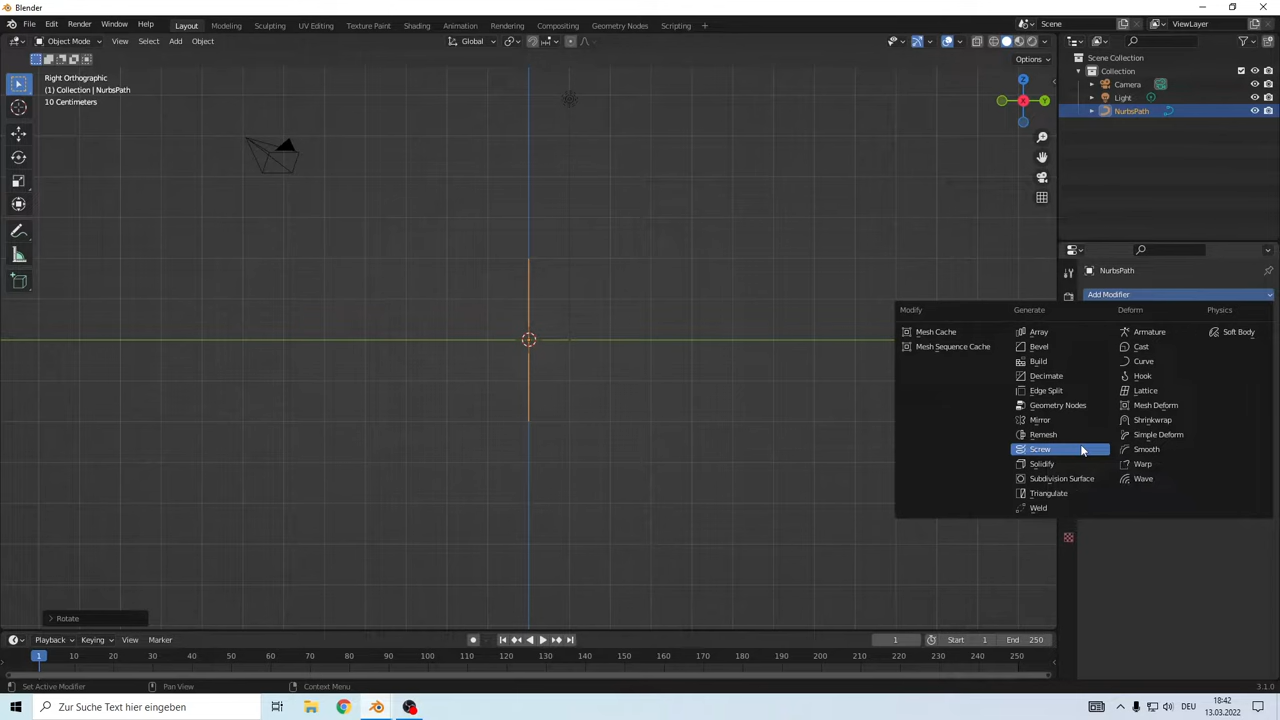 Blender
File Edit Render Window Help Layout Modeling Sculpting UV Editing Texture Paint Shading Animation Rendering Compositing Geometry Nodes Scripting + Scene ViewLayer
Object Mode View Select Add Object Global
Options
Right Orthographic
(1) Collection | NurbsPath
10 Centimeters
Z
X
Y
Scene Collection
Collection
Camera
Light
NurbsPath
NurbsPath
Add Modifier
Modify Generate Deform Physics
Mesh Cache Array Armature Soft Body
Mesh Sequence Cache Bevel Cast
Build Curve
Decimate Hook
Edge Split Lattice
Geometry Nodes Mesh Deform
Mirror Shrinkwrap
Remesh Simple Deform
Screw Smooth
Solidify Warp
Subdivision Surface Wave
Triangulate
Weld
Rotate
Playback Keying View Marker 1 Start 1 End 250
1 10 20 30 40 50 60 70 80 90 100 110 120 130 140 150 160 170 180 190 200 210 220 230 240 250
Set Active Modifier Pan View Context Menu 3.1.0
Zur Suche Text hier eingeben DEU 18:42
13.03.2022